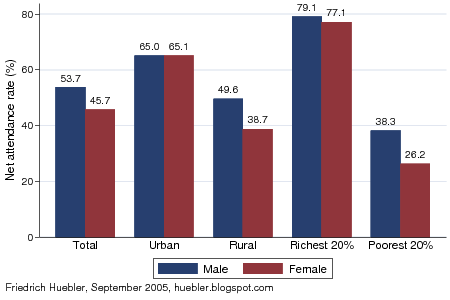 Net attendance rate (%)
80
60
40
20
0
53.7
45.7
65.0
65.1
49.6
38.7
79.1
77.1
38.3
26.2
Total
Urban
Rural
Richest 20%
Poorest 20%
Male
Female
Friedrich Huebler, September 2005, huebler.blogspot.com